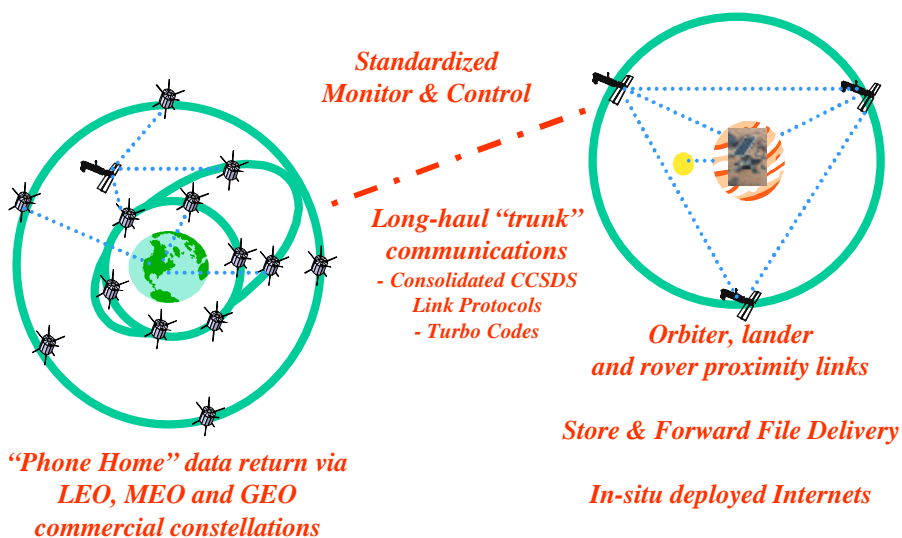 Standardized
Monitor & Control
Long-haul “trunk”
communications
- Consolidated CCSDS
Link Protocols
- Turbo Codes
Orbiter, lander
and rover proximity links
Store & Forward File Delivery
In-situ deployed Internets
“Phone Home” data return via
LEO, MEO and GEO
commercial constellations